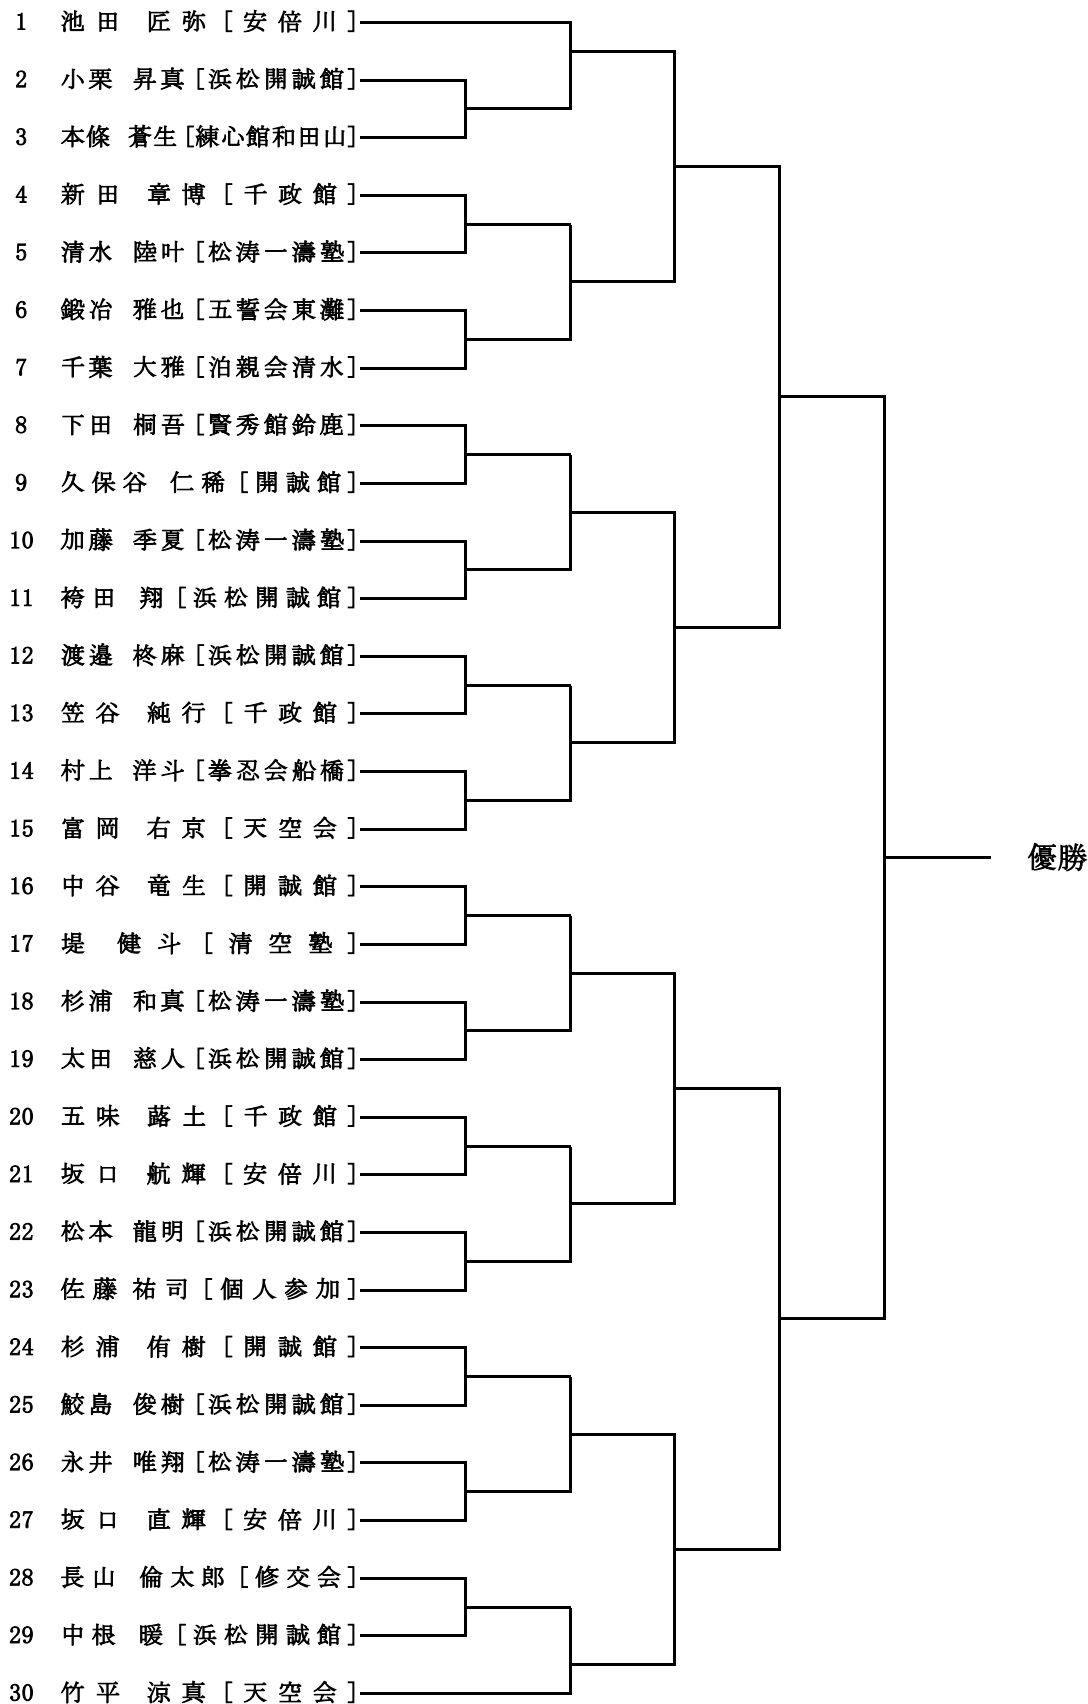 1 池田 匠弥 [安倍川]
2 小栗 昇真 [浜松開誠館]
3 本條 蒼生 [練心館和田山]
4 新田 章博 [千政館]
5 清水 陸叶 [松涛一濤塾]
6 鍛冶 雅也 [五誓会東灘]
7 千葉 大雅 [泊親会清水]
8 下田 桐吾 [賢秀館鈴鹿]
9 久保谷 仁稀 [開誠館]
10 加藤 季夏 [松涛一濤塾]
11 袴田 翔 [浜松開誠館]
12 渡邉 柊麻 [浜松開誠館]
13 笠谷 純行 [千政館]
14 村上 洋斗 [拳忍会船橋]
15 富岡 右京 [天空会]
優勝
16 中谷 竜生 [開誠館]
17 堤 健斗 [清空塾]
18 杉浦 和真 [松涛一濤塾]
19 太田 慈人 [浜松開誠館]
20 五味 蕗土 [千政館]
21 坂口 航輝 [安倍川]
22 松本 龍明 [浜松開誠館]
23 佐藤 祐司 [個人参加]
24 杉浦 侑樹 [開誠館]
25 鮫島 俊樹 [浜松開誠館]
26 永井 唯翔 [松涛一濤塾]
27 坂口 直輝 [安倍川]
28 長山 倫太郎 [修交会]
29 中根 暖 [浜松開誠館]
30 竹平 涼真 [天空会]